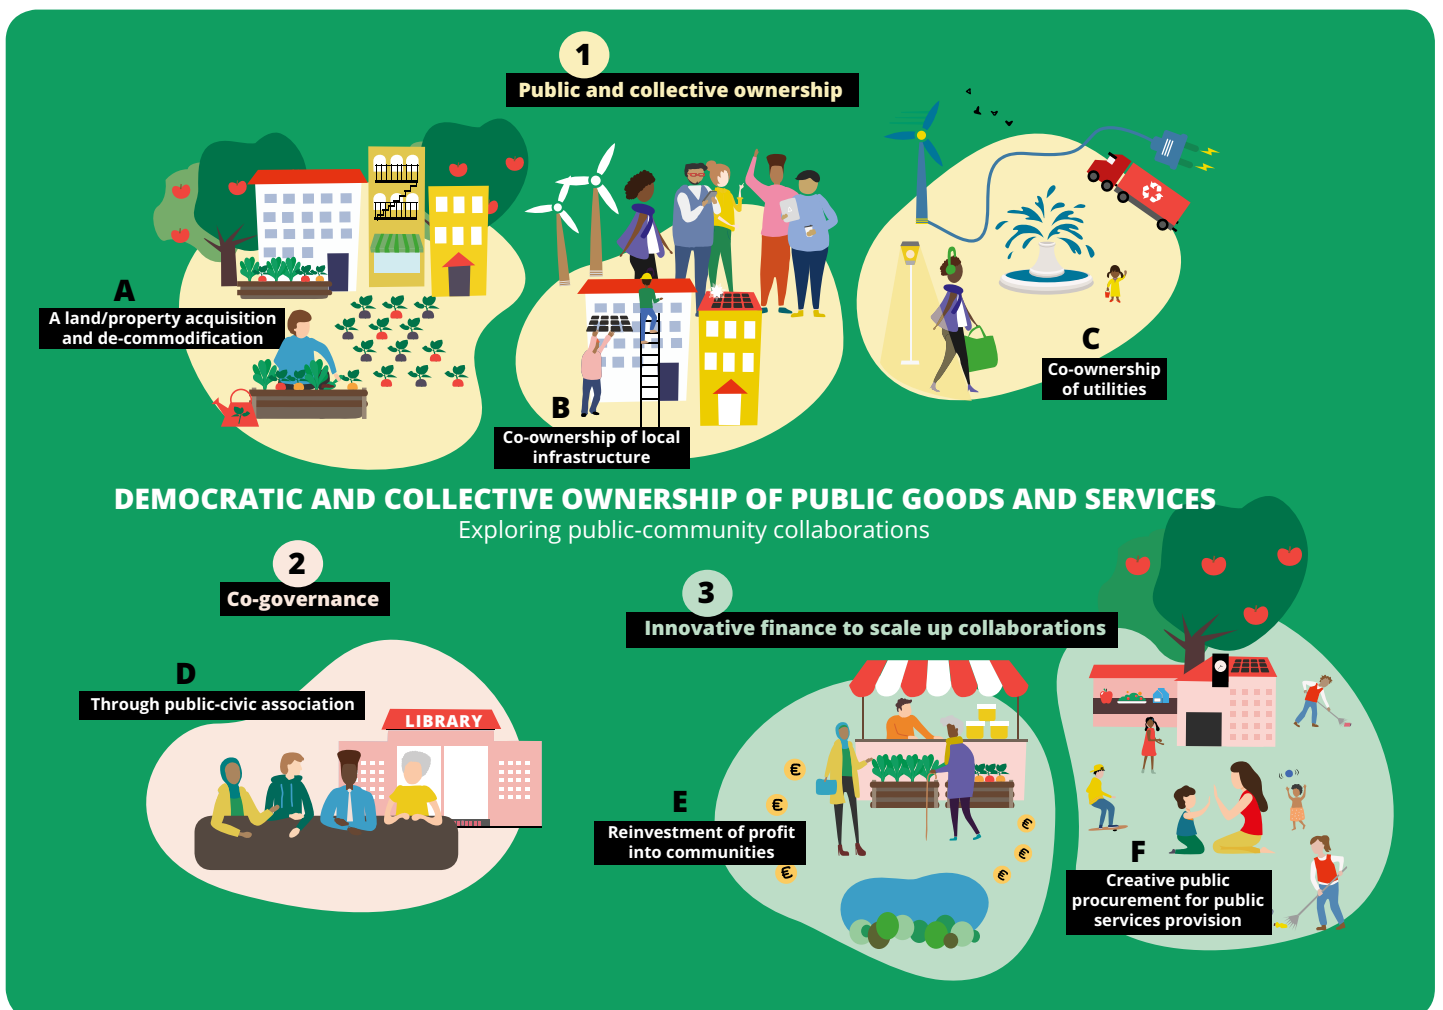 1
Public and collective ownership
A
A land/property acquisition
and de-commodification
B
Co-ownership of local
infrastructure
C
Co-ownership
of utilities
DEMOCRATIC AND COLLECTIVE OWNERSHIP OF PUBLIC GOODS AND SERVICES
Exploring public-community collaborations
2
Co-governance
D
Through public-civic association
LIBRARY
3
Innovative finance to scale up collaborations
E
Reinvestment of profit
into communities
€
€
€
€
€
€
F
Creative public
procurement for public
services provision